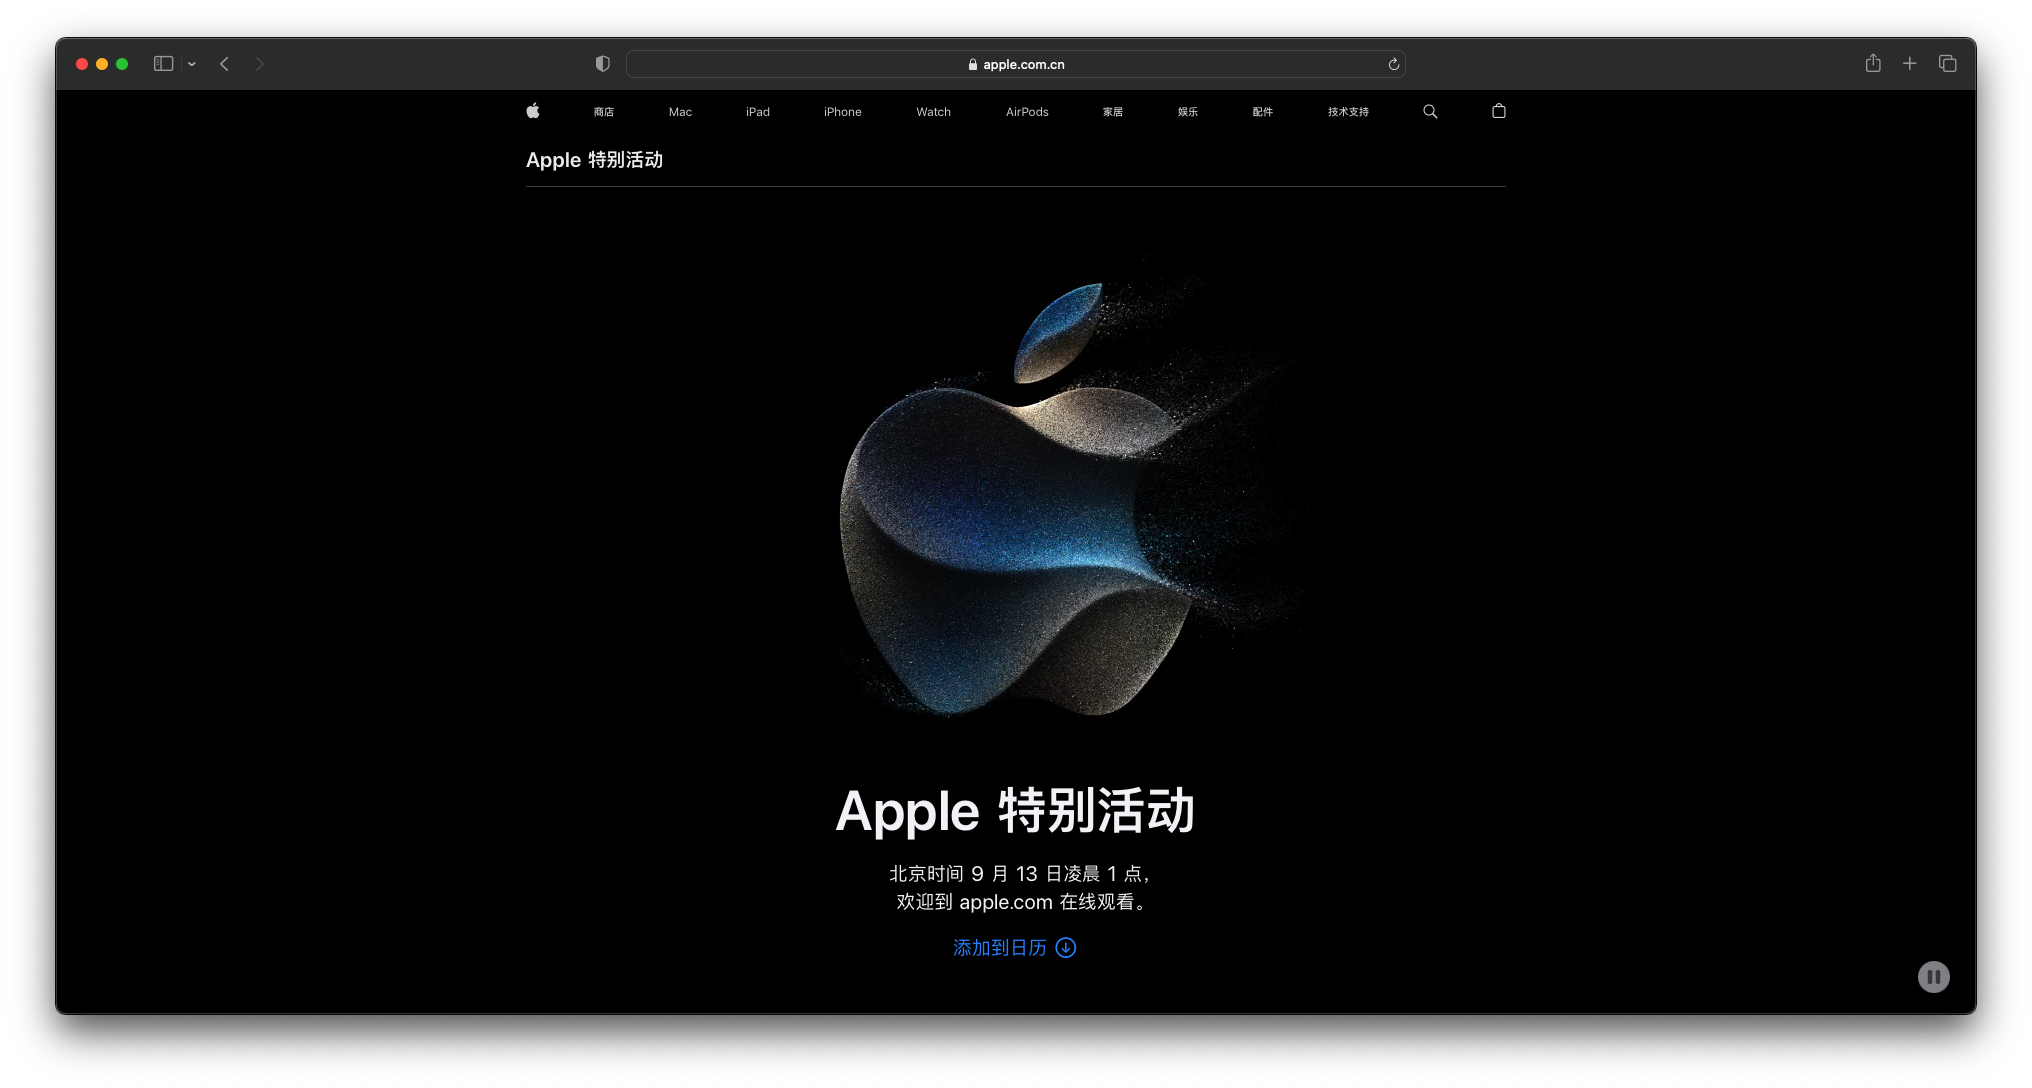 apple.com.cn
商店 Mac iPad iPhone Watch AirPods 家居 娱乐 配件 技术支持
Apple 特别活动
Apple 特别活动
北京时间 9 月 13 日凌晨 1 点，
欢迎到 apple.com 在线观看。
添加到日历